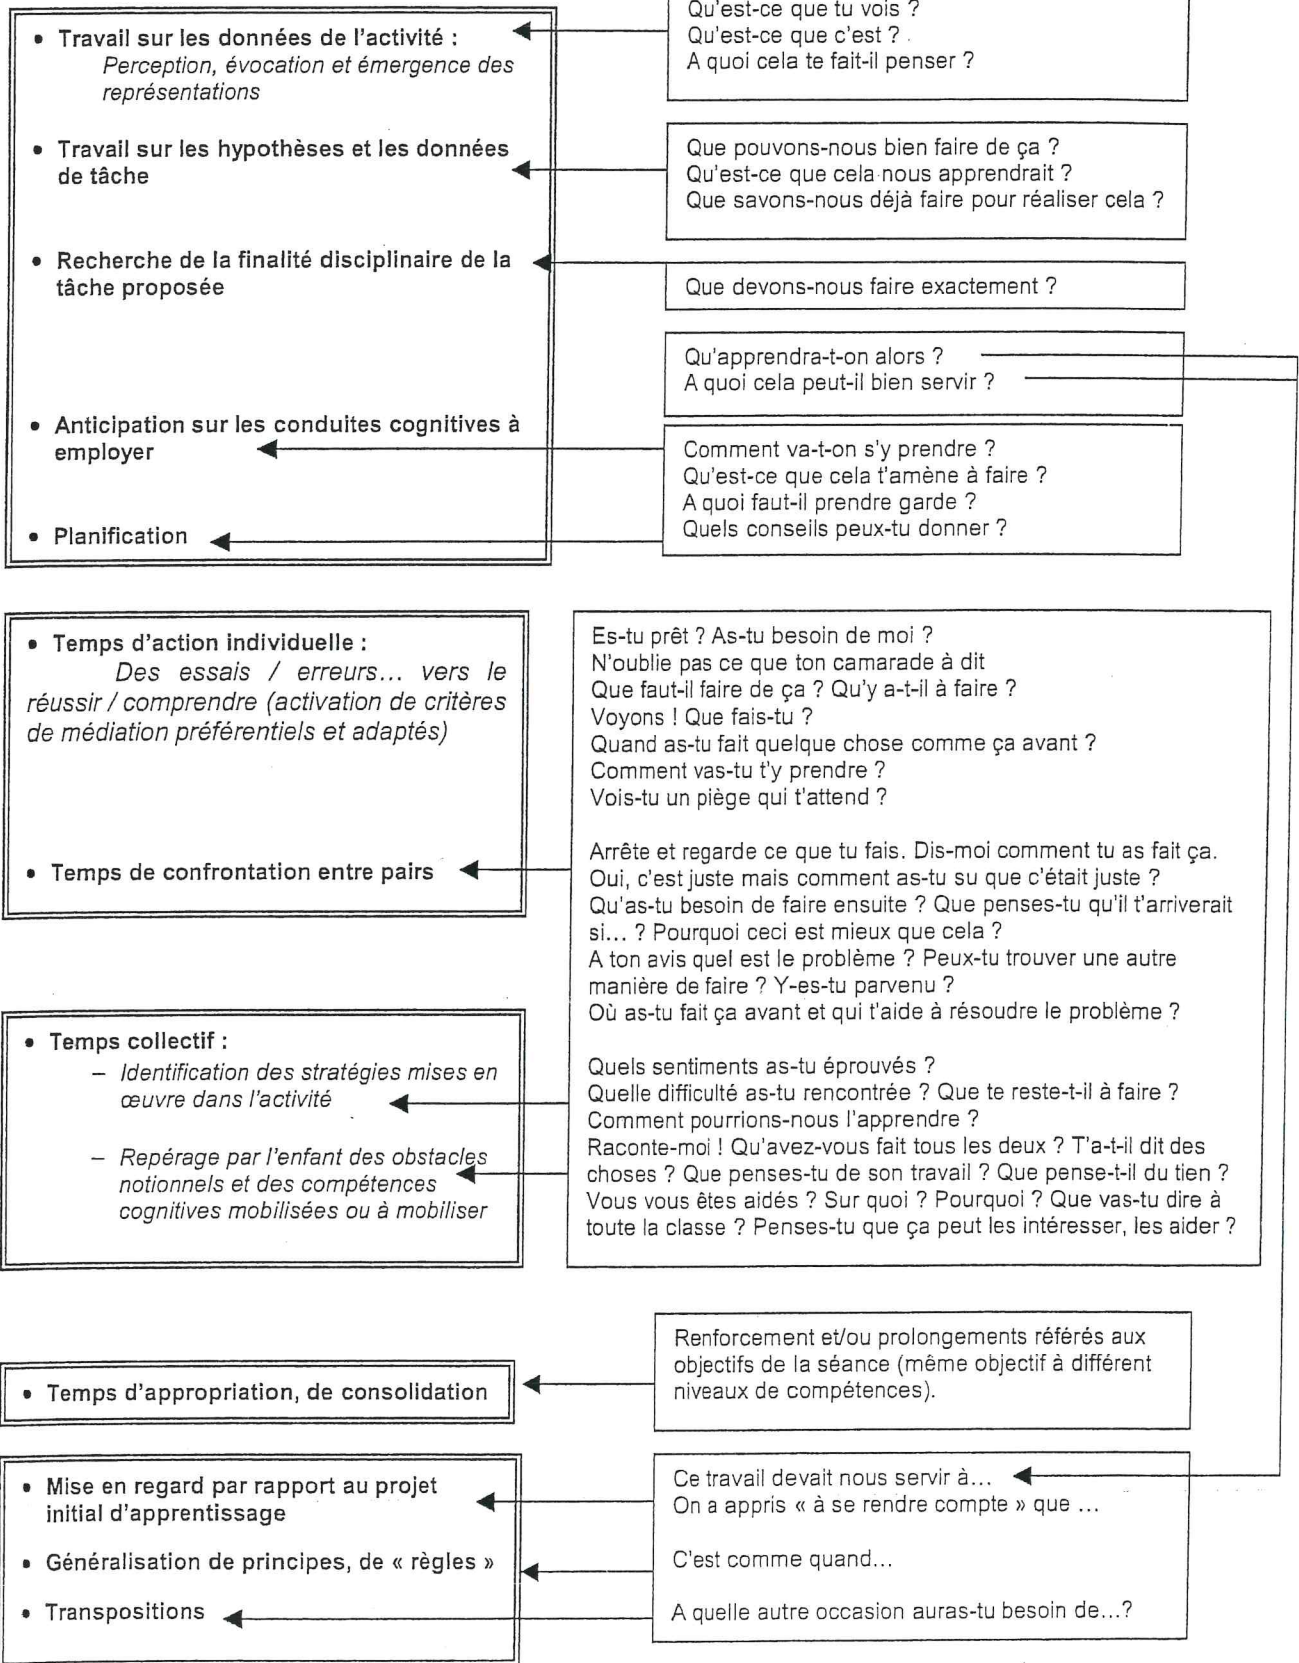 Qu'est-ce que tu vois ?
Qu'est-ce que c'est ?
A quoi cela te fait-il penser ?
• Travail sur les données de l'activité :
Perception, évocation et émergence des
représentations
• Travail sur les hypothèses et les données
de tâche
Que pouvons-nous bien faire de ça ?
Qu'est-ce que cela nous apprendrait ?
Que savons-nous déjà faire pour réaliser cela ?
• Recherche de la finalité disciplinaire de la
tâche proposée
Que devons-nous faire exactement ?
Qu'apprendra-t-on alors ?
A quoi cela peut-il bien servir ?
• Anticipation sur les conduites cognitives à
employer
• Planification
Comment va-t-on s'y prendre ?
Qu'est-ce que cela t'amène à faire ?
A quoi faut-il prendre garde ?
Quels conseils peux-tu donner ?
• Temps d'action individuelle :
Des essais / erreurs... vers le
réussir / comprendre (activation de critères
de médiation préférentiels et adaptés)
• Temps de confrontation entre pairs
Es-tu prêt ? As-tu besoin de moi ?
N'oublie pas ce que ton camarade à dit
Que faut-il faire de ça ? Qu'y a-t-il à faire ?
Voyons ! Que fais-tu ?
Quand as-tu fait quelque chose comme ça avant ?
Comment vas-tu t'y prendre ?
Vois-tu un piège qui t'attend ?
Arrête et regarde ce que tu fais. Dis-moi comment tu as fait ça.
Oui, c'est juste mais comment as-tu su que c'était juste ?
Qu'as-tu besoin de faire ensuite ? Que penses-tu qu'il t'arriverait
si... ? Pourquoi ceci est mieux que cela ?
A ton avis quel est le problème ? Peux-tu trouver une autre
manière de faire ? Y-es-tu parvenu ?
Où as-tu fait ça avant et qui t'aide à résoudre le problème ?
Quels sentiments as-tu éprouvés ?
Quelle difficulté as-tu rencontrée ? Que te reste-t-il à faire ?
Comment pourrions-nous l'apprendre ?
Raconte-moi ! Qu'avez-vous fait tous les deux ? T'a-t-il dit des
choses ? Que penses-tu de son travail ? Que pense-t-il du tien ?
Vous vous êtes aidés ? Sur quoi ? Pourquoi ? Que vas-tu dire à
toute la classe ? Penses-tu que ça peut les intéresser, les aider ?
• Temps collectif :
– Identification des stratégies mises en
œuvre dans l'activité
– Repérage par l'enfant des obstacles
notionnels et des compétences
cognitives mobilisées ou à mobiliser
• Temps d'appropriation, de consolidation
Renforcement et/ou prolongements référés aux
objectifs de la séance (même objectif à différent
niveaux de compétences).
• Mise en regard par rapport au projet
initial d'apprentissage
• Généralisation de principes, de « règles »
• Transpositions
Ce travail devait nous servir à...
On a appris « à se rendre compte » que ...
C'est comme quand...
A quelle autre occasion auras-tu besoin de...?